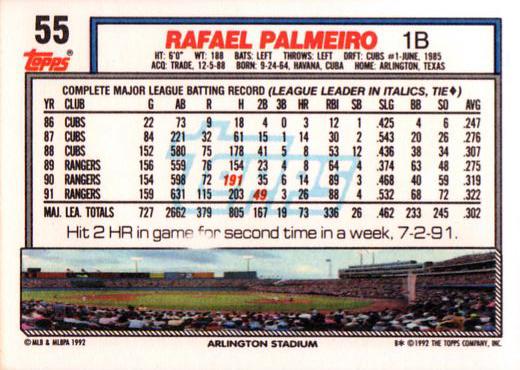 55
Topps®
RAFAEL PALMEIRO 1B
HT: 6'0" WT: 188 BATS: LEFT THROWS: LEFT DRFT: CUBS #1-JUNE, 1985
ACQ: TRADE, 12-5-88 BORN: 9-24-64, HAVANA, CUBA HOME: ARLINGTON, TEXAS
COMPLETE MAJOR LEAGUE BATTING RECORD (LEAGUE LEADER IN ITALICS, TIE♦)
YR CLUB G AB R H 2B 3B HR RBI SB SLG BB SO AVG
86 CUBS 22 73 9 18 4 0 3 12 1 .425 4 6 .247
87 CUBS 84 221 32 61 15 1 14 30 2 .543 20 26 .276
88 CUBS 152 580 75 178 41 5 8 53 12 .436 38 34 .307
89 RANGERS 156 559 76 154 23 4 8 64 4 .374 63 48 .275
90 RANGERS 154 598 72 191 35 6 14 89 3 .468 40 59 .319
91 RANGERS 159 631 115 203 49 3 26 88 4 .532 68 72 .322
MAJ. LEA. TOTALS 727 2662 379 805 167 19 73 336 26 .462 233 245 .302
Topps
Hit 2 HR in game for second time in a week, 7-2-91.
© MLB & MLBPA 1992 ARLINGTON STADIUM B* © 1992 THE TOPPS COMPANY, INC.